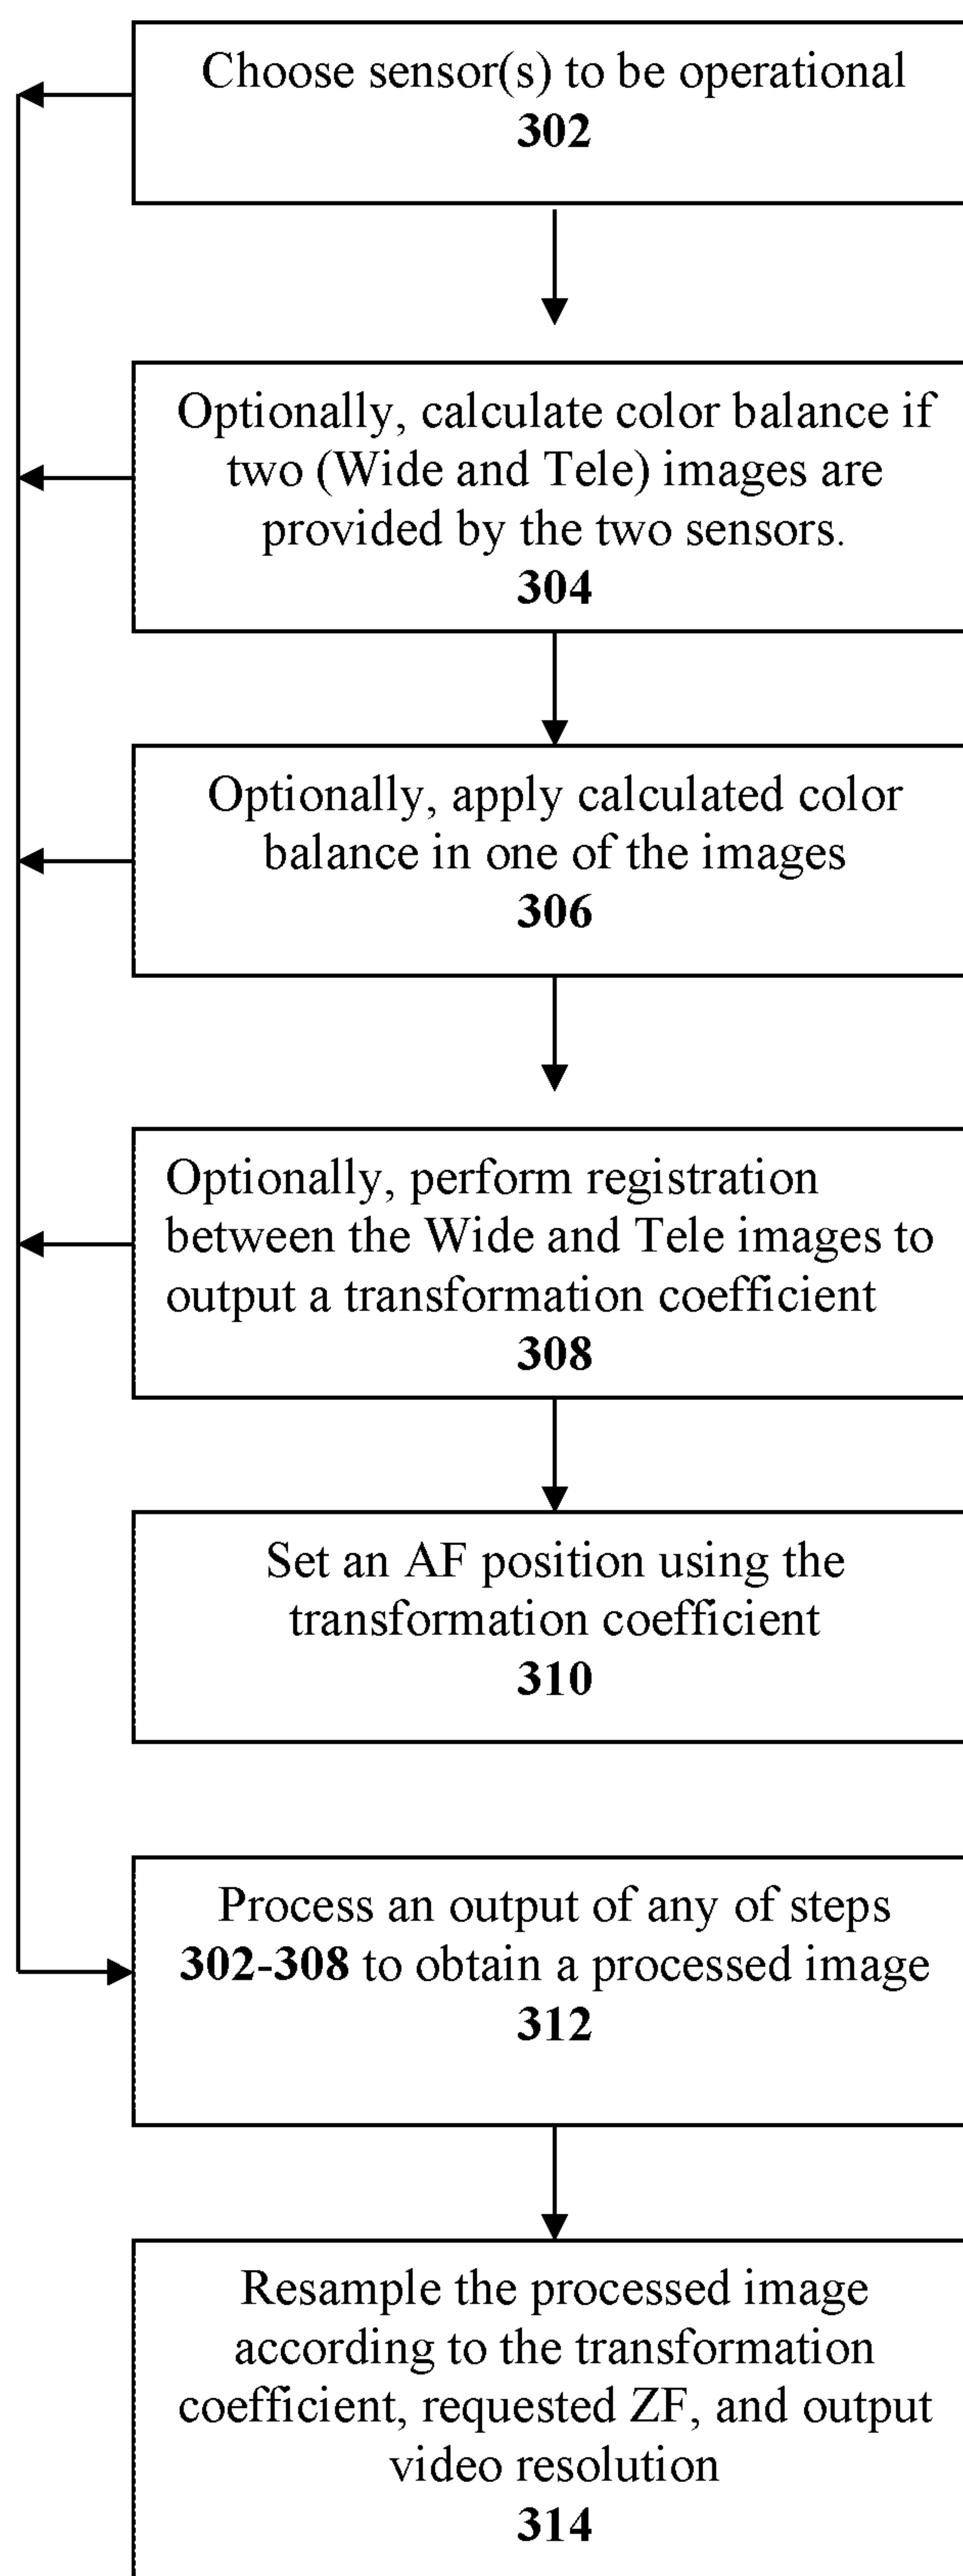 Choose sensor(s) to be operational
302
Optionally, calculate color balance if
two (Wide and Tele) images are
provided by the two sensors.
304
Optionally, apply calculated color
balance in one of the images
306
Optionally, perform registration
between the Wide and Tele images to
output a transformation coefficient
308
Set an AF position using the
transformation coefficient
310
Process an output of any of steps
302-308 to obtain a processed image
312
Resample the processed image
according to the transformation
coefficient, requested ZF, and output
video resolution
314